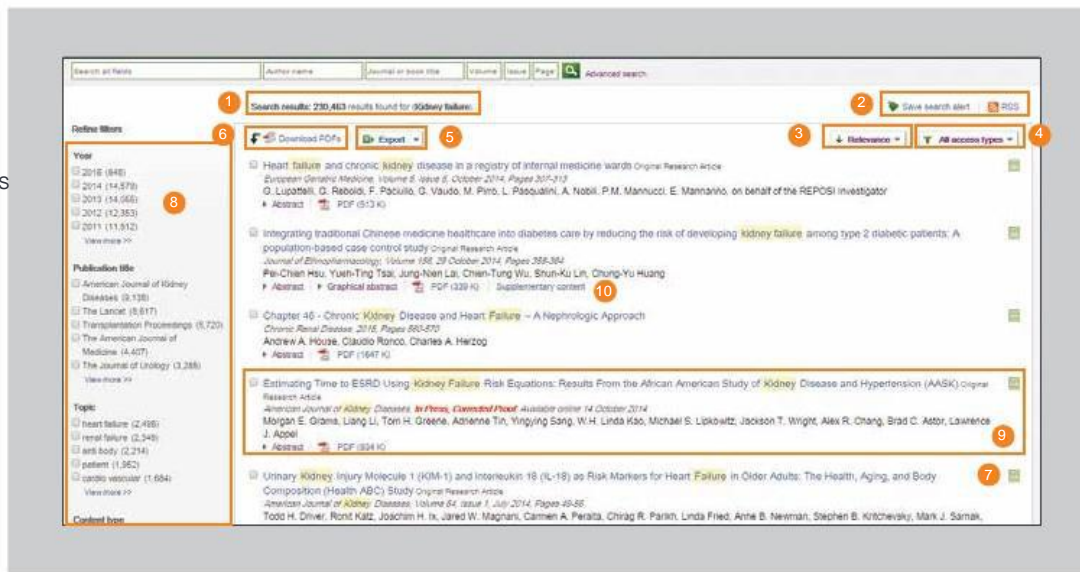 Search all fields Author name Journal or book title Volume Issue Page Advanced search
1 Search results: 230,463 results found for (Kidney failure). 2 Save search alert RSS
Refine filters
6 Download PDFs Export 5 3 Relevance All access types 4
S
Year
2015 (848)
2014 (14,579)
2013 (14,066)
2012 (12,353)
2011 (11,512)
View more >>
8
Publication title
American Journal of Kidney
Diseases (9,138)
The Lancet (8,617)
Transplantation Proceedings (6,720)
The American Journal of
Medicine (4,407)
The Journal of Urology (3,288)
View more >>
Topic
heart failure (2,498)
renal failure (2,348)
anti body (2,214)
patient (1,952)
cardio vascular (1,684)
View more >>
Content type
Heart failure and chronic kidney disease in a registry of internal medicine wards Original Research Article
European Geriatric Medicine, Volume 5, Issue 5, October 2014, Pages 307-313
G. Lupattelli, G. Reboldi, F. Paciullo, G. Vaudo, M. Pirro, L. Pasqualini, A. Nobili, P.M. Mannucci, E. Mannarino, on behalf of the REPOSI Investigator
Abstract PDF (513 K)
Integrating traditional Chinese medicine healthcare into diabetes care by reducing the risk of developing kidney failure among type 2 diabetic patients: A
population-based case control study Original Research Article
Journal of Ethnopharmacology, Volume 156, 28 October 2014, Pages 358-364
Pei-Chien Hsu, Yueh-Ting Tsai, Jung-Nien Lai, Chien-Tung Wu, Shun-Ku Lin, Chung-Yu Huang
Abstract Graphical abstract PDF (339 K) Supplementary content 10
Chapter 46 - Chronic Kidney Disease and Heart Failure – A Nephrologic Approach
Chronic Renal Disease, 2015, Pages 560-570
Andrew A. House, Claudio Ronco, Charles A. Herzog
Abstract PDF (1647 K)
Estimating Time to ESRD Using Kidney Failure Risk Equations: Results From the African American Study of Kidney Disease and Hypertension (AASK) Original
Research Article
American Journal of Kidney Diseases, In Press, Corrected Proof, Available online 14 October 2014
Morgan E. Grams, Liang Li, Tom H. Greene, Adrienne Tin, Yingying Sang, W.H. Linda Kao, Michael S. Lipkowitz, Jackson T. Wright, Alex R. Chang, Brad C. Astor, Lawrence
J. Appel
Abstract PDF (934 K)
9
Urinary Kidney Injury Molecule 1 (KIM-1) and Interleukin 18 (IL-18) as Risk Markers for Heart Failure in Older Adults: The Health, Aging, and Body 7
Composition (Health ABC) Study Original Research Article
American Journal of Kidney Diseases, Volume 64, Issue 1, July 2014, Pages 49-56
Todd H. Driver, Ronit Katz, Joachim H. Ix, Jared W. Magnani, Carmen A. Peralta, Chirag R. Parikh, Linda Fried, Anne B. Newman, Stephen B. Kritchevsky, Mark J. Sarnak,